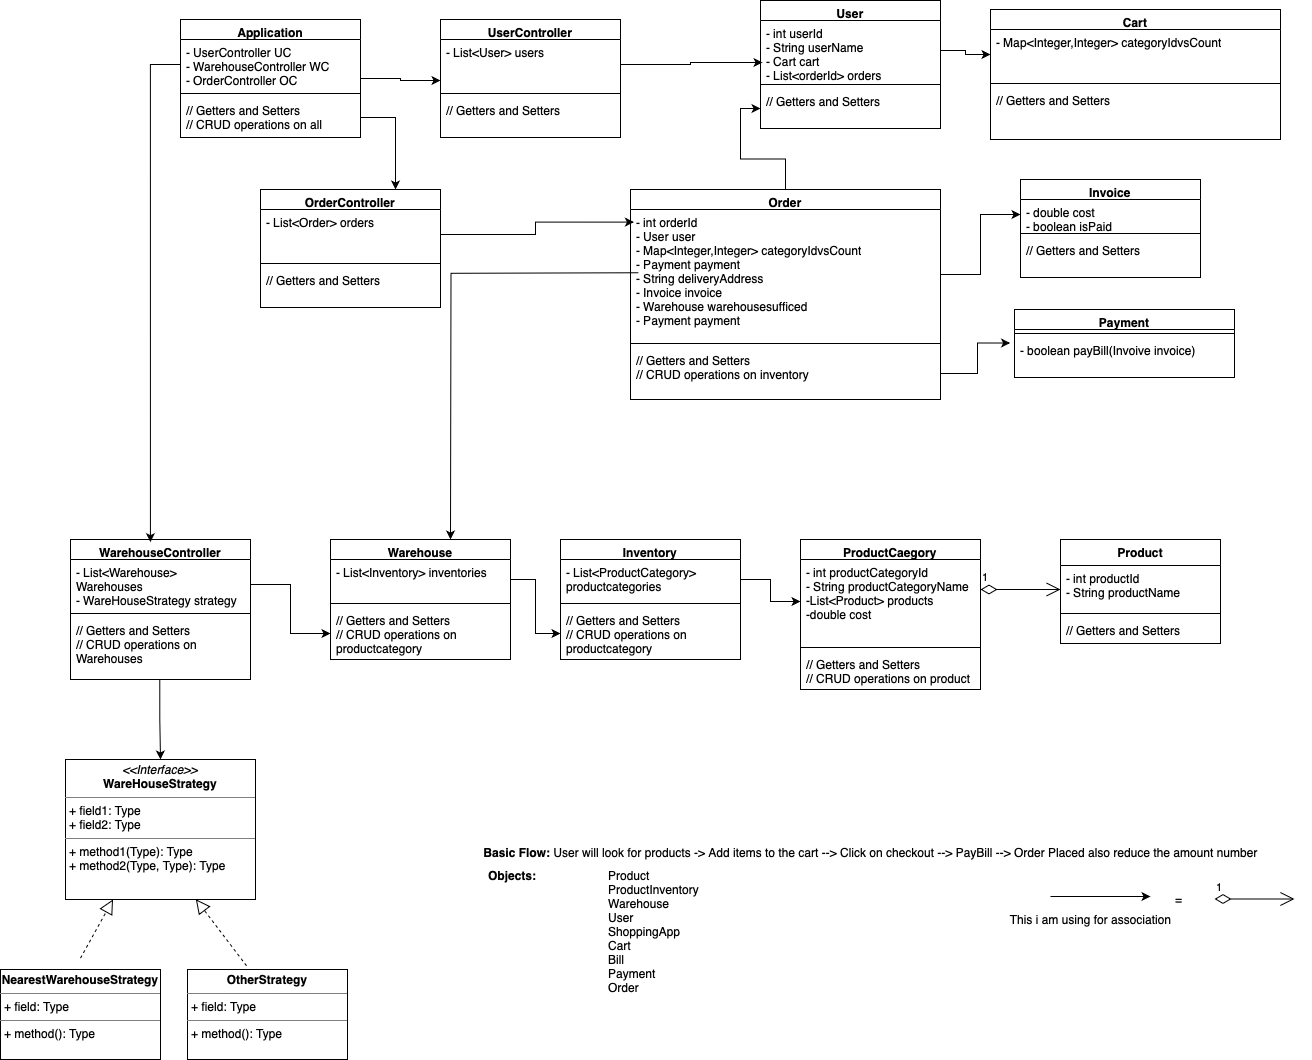 Application
- UserController UC
- WarehouseController WC
- OrderController OC
// Getters and Setters
// CRUD operations on all
UserController
- List<User> users
// Getters and Setters
User
- int userId
- String userName
- Cart cart
- List<orderId> orders
// Getters and Setters
Cart
- Map<Integer,Integer> categoryIdvsCount
// Getters and Setters
OrderController
- List<Order> orders
// Getters and Setters
Order
- int orderId
- User user
- Map<Integer,Integer> categoryIdvsCount
- Payment payment
- String deliveryAddress
- Invoice invoice
- Warehouse warehousesufficed
- Payment payment
// Getters and Setters
// CRUD operations on inventory
Invoice
- double cost
- boolean isPaid
// Getters and Setters
Payment
- boolean payBill(Invoive invoice)
WarehouseController
- List<Warehouse>
Warehouses
- WareHouseStrategy strategy
// Getters and Setters
// CRUD operations on
Warehouses
Warehouse
- List<Inventory> inventories
// Getters and Setters
// CRUD operations on
productcategory
Inventory
- List<ProductCategory>
productcategories
// Getters and Setters
// CRUD operations on
productcategory
ProductCaegory
- int productCategoryId
- String productCategoryName
-List<Product> products
-double cost
// Getters and Setters
// CRUD operations on product
1
Product
- int productId
- String productName
// Getters and Setters
<<Interface>>
WareHouseStrategy
+ field1: Type
+ field2: Type
+ method1(Type): Type
+ method2(Type, Type): Type
NearestWarehouseStrategy
+ field: Type
+ method(): Type
OtherStrategy
+ field: Type
+ method(): Type
Basic Flow: User will look for products -> Add items to the cart --> Click on checkout --> PayBill --> Order Placed also reduce the amount number
Objects:
Product
ProductInventory
Warehouse
User
ShoppingApp
Cart
Bill
Payment
Order
=
1
This i am using for association